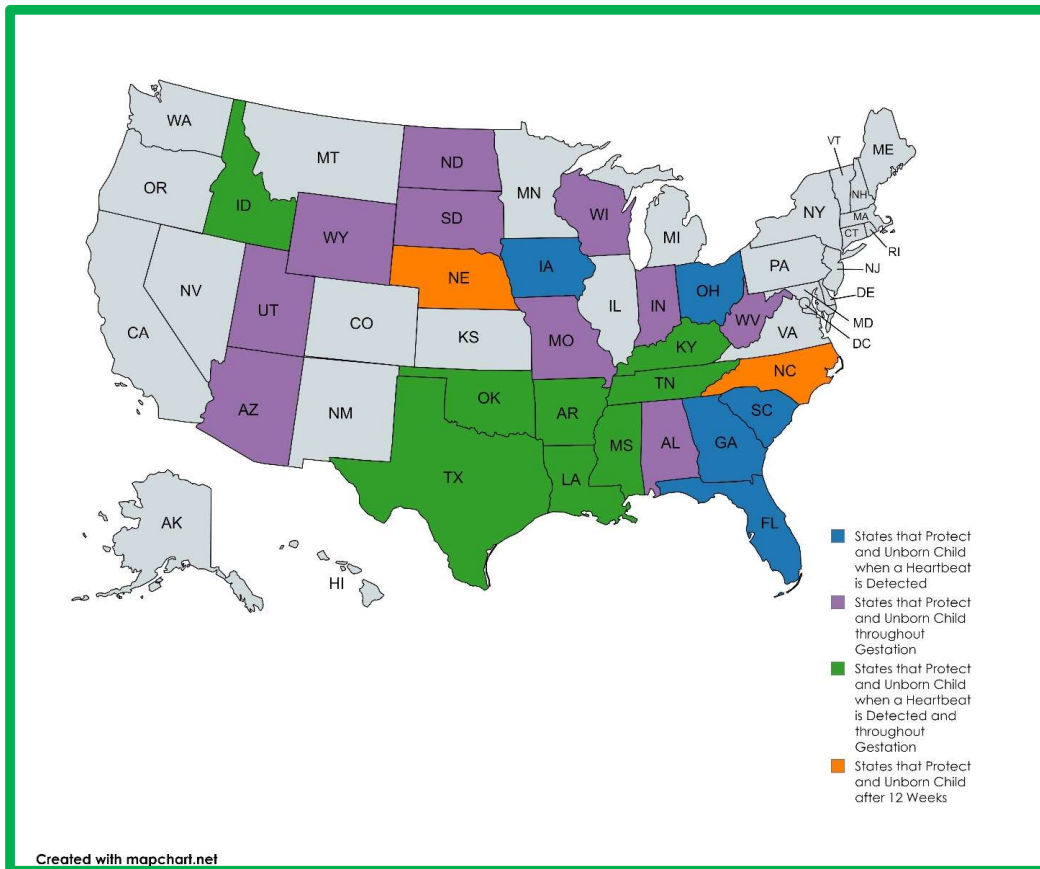 WA
MT
ND
MN
VT
ME
OR
ID
WY
SD
WI
MI
NY
NH
MA
CT
RI
NV
UT
CO
NE
IA
IL
IN
OH
PA
NJ
DE
MD
DC
CA
KS
MO
KY
WV
VA
AZ
NM
OK
AR
TN
NC
SC
TX
LA
MS
AL
GA
FL
AK
HI
States that Protect
and Unborn Child
when a Heartbeat
is Detected
States that Protect
and Unborn Child
throughout
Gestation
States that Protect
and Unborn Child
when a Heartbeat
is Detected and
throughout
Gestation
States that Protect
and Unborn Child
after 12 Weeks
Created with mapchart.net